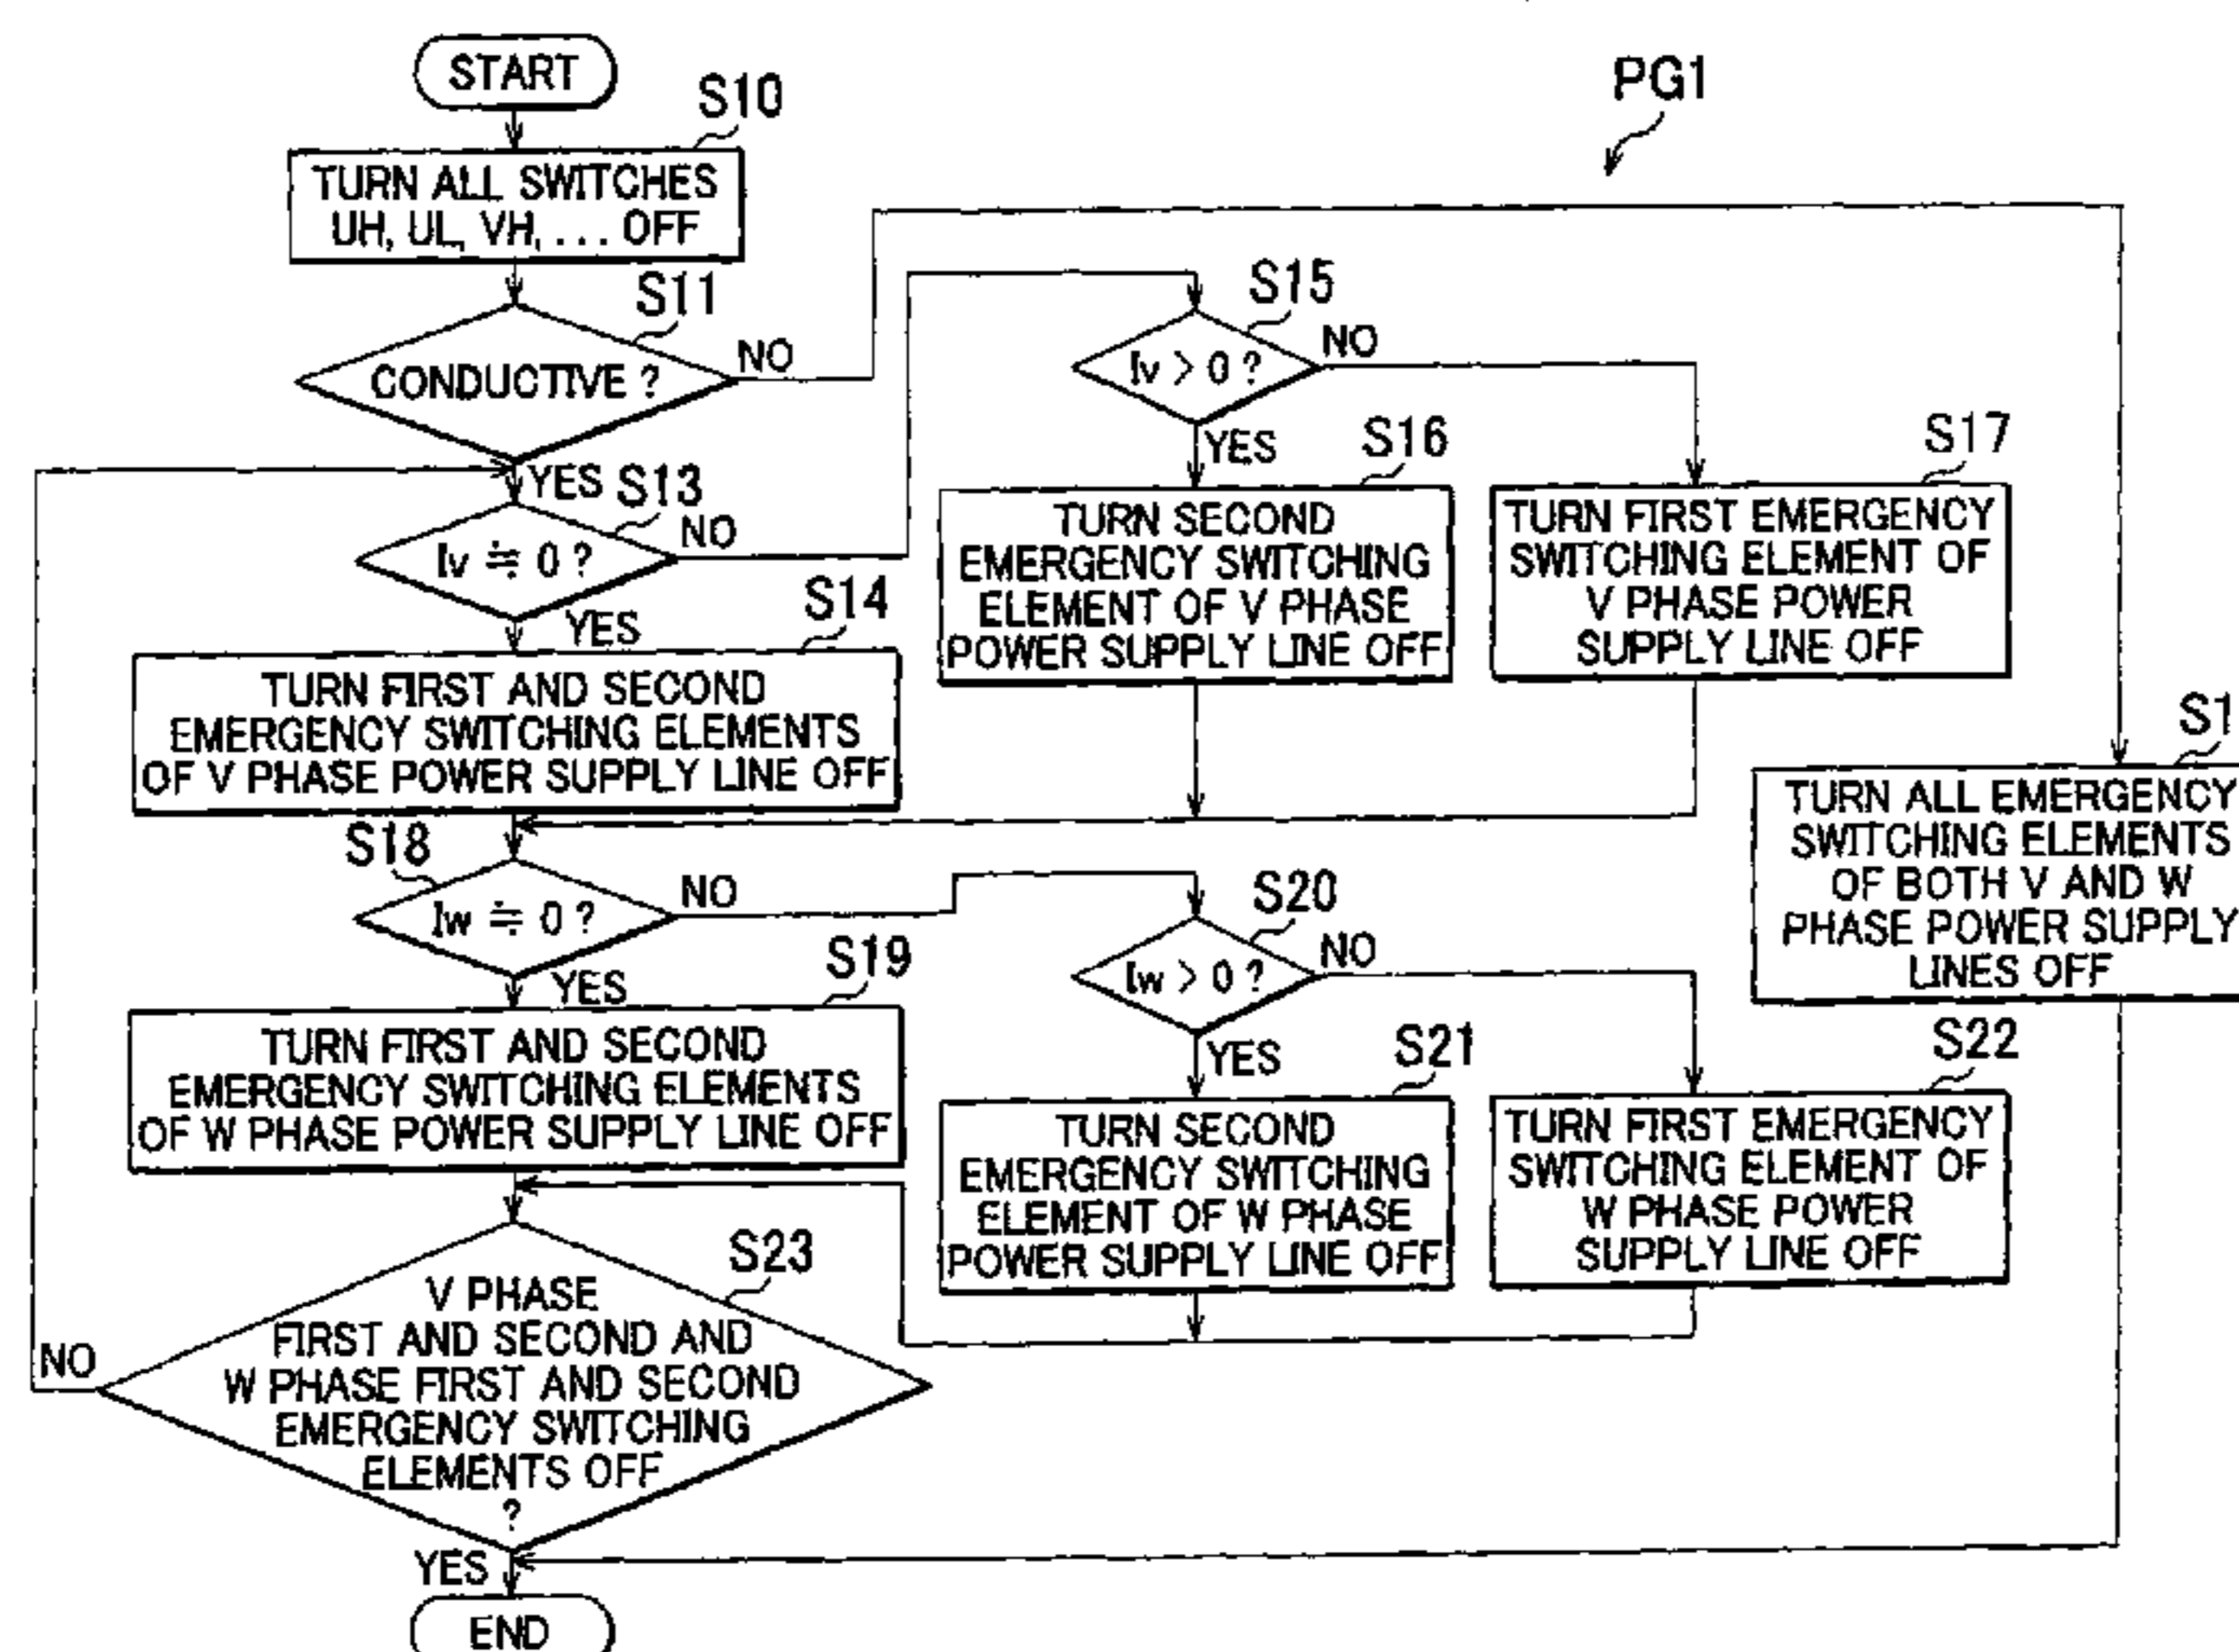 START
PG1
S10
TURN ALL SWITCHES
UH, UL, VH, ... OFF
S11
CONDUCTIVE ?
NO
YES
S13
Iv ≒ 0 ?
NO
YES
S14
TURN FIRST AND SECOND
EMERGENCY SWITCHING ELEMENTS
OF V PHASE POWER SUPPLY LINE OFF
S15
Iv > 0 ?
NO
YES
S16
TURN SECOND
EMERGENCY SWITCHING
ELEMENT OF V PHASE
POWER SUPPLY LINE OFF
S17
TURN FIRST EMERGENCY
SWITCHING ELEMENT OF
V PHASE POWER
SUPPLY LINE OFF
S1
TURN ALL EMERGENCY
SWITCHING ELEMENTS
OF BOTH V AND W
PHASE POWER SUPPLY
LINES OFF
S18
Iw ≒ 0 ?
NO
YES
S19
TURN FIRST AND SECOND
EMERGENCY SWITCHING ELEMENTS
OF W PHASE POWER SUPPLY LINE OFF
S20
Iw > 0 ?
NO
YES
S21
TURN SECOND
EMERGENCY SWITCHING
ELEMENT OF W PHASE
POWER SUPPLY LINE OFF
S22
TURN FIRST EMERGENCY
SWITCHING ELEMENT OF
W PHASE POWER
SUPPLY LINE OFF
S23
V PHASE
FIRST AND SECOND AND
W PHASE FIRST AND SECOND
EMERGENCY SWITCHING
ELEMENTS OFF
?
NO
YES
END